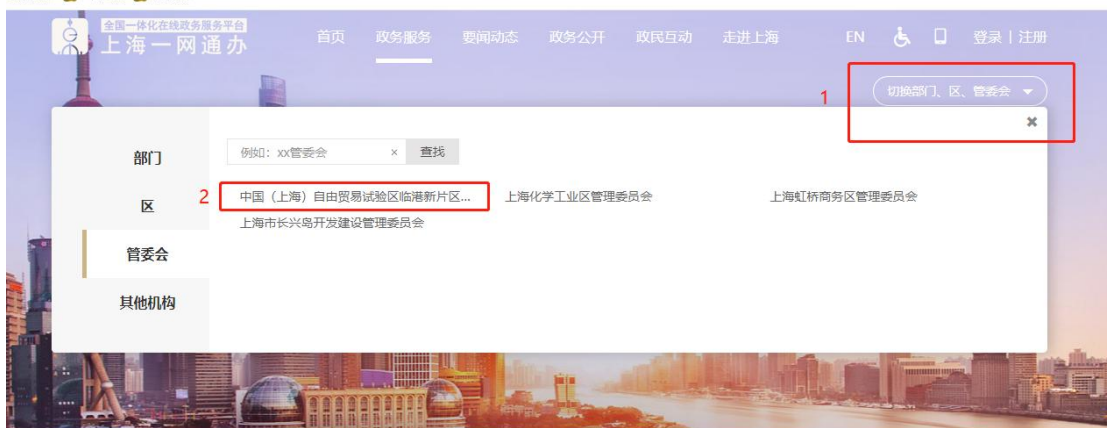 全国一体化在线政务服务平台
上海一网通办
首页 政务服务 要闻动态 政务公开 政民互动 走进上海 EN 登录 | 注册
1 切换部门、区、管委会
部门
区
管委会
其他机构
例如：xx管委会 × 查找
2 中国（上海）自由贸易试验区临港新片区... 上海化学工业区管理委员会 上海虹桥商务区管理委员会
上海市长兴岛开发建设管理委员会